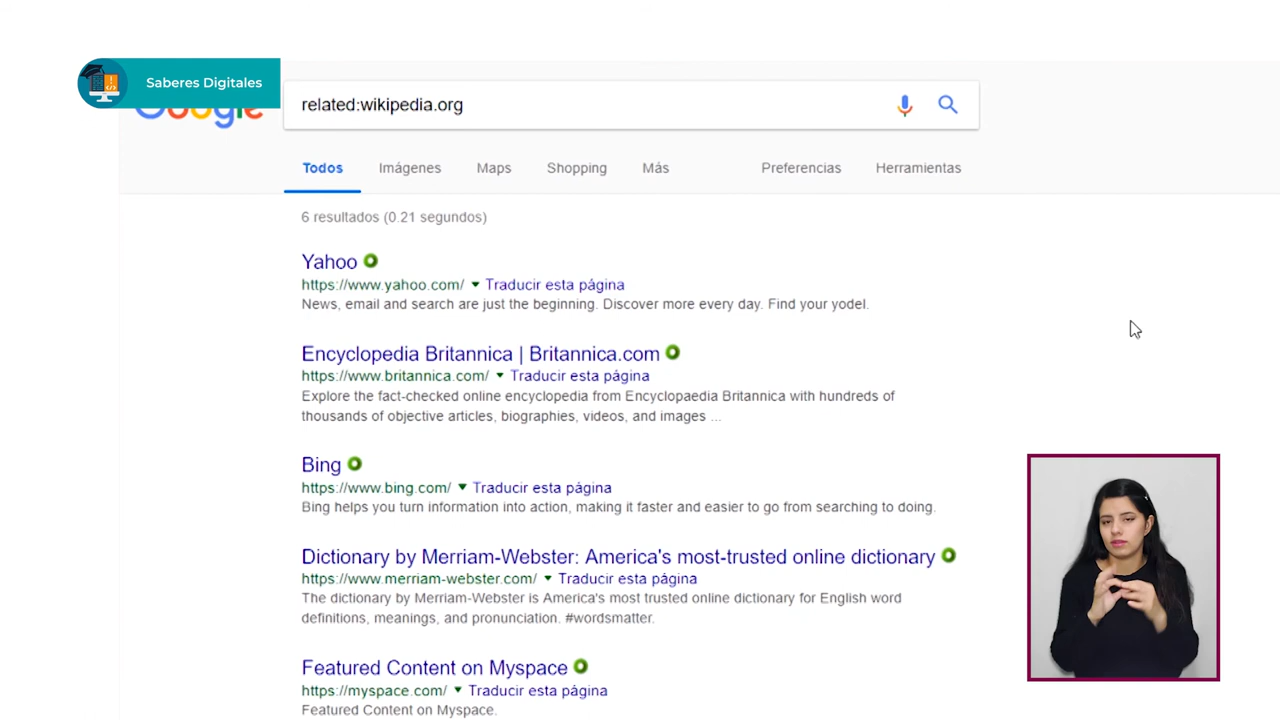 Saberes Digitales
Google
related:wikipedia.org
Todos Imágenes Maps Shopping Más Preferencias Herramientas
6 resultados (0.21 segundos)
Yahoo
https://www.yahoo.com/ Traducir esta página
News, email and search are just the beginning. Discover more every day. Find your yodel.
Encyclopedia Britannica | Britannica.com
https://www.britannica.com/ Traducir esta página
Explore the fact-checked online encyclopedia from Encyclopaedia Britannica with hundreds of
thousands of objective articles, biographies, videos, and images ...
Bing
https://www.bing.com/ Traducir esta página
Bing helps you turn information into action, making it faster and easier to go from searching to doing.
Dictionary by Merriam-Webster: America's most-trusted online dictionary
https://www.merriam-webster.com/ Traducir esta página
The dictionary by Merriam-Webster is America's most trusted online dictionary for English word
definitions, meanings, and pronunciation. #wordsmatter.
Featured Content on Myspace
https://myspace.com/ Traducir esta página
Featured Content on Myspace.